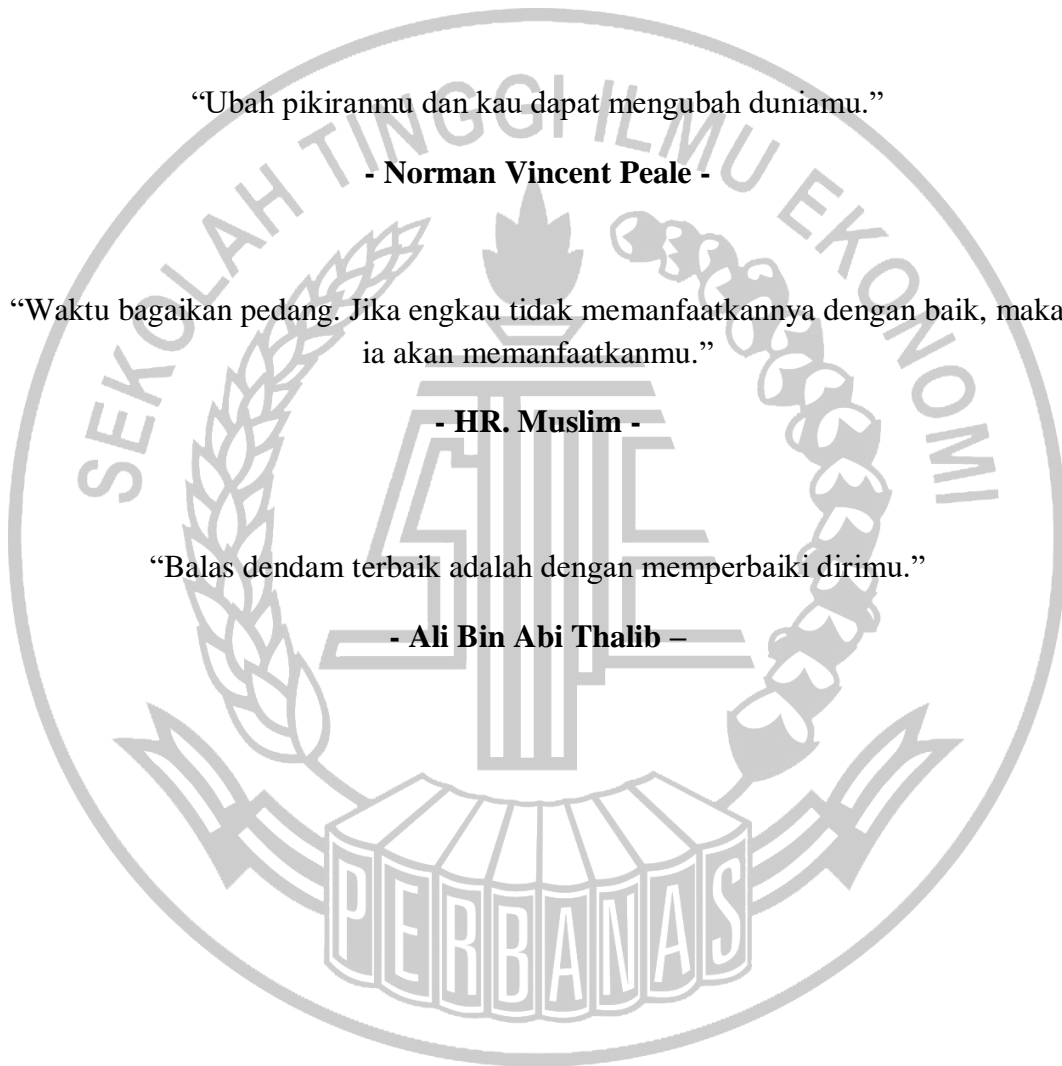 “Ubah pikiranmu dan kau dapat mengubah duniamu.”
- Norman Vincent Peale -
“Waktu bagaikan pedang. Jika engkau tidak memanfaatkannya dengan baik, maka
ia akan memanfaatkanmu.”
- HR. Muslim -
“Balas dendam terbaik adalah dengan memperbaiki dirimu.”
- Ali Bin Abi Thalib –
SEKOLAH TINGGI ILMU EKONOMI
PERBANAS